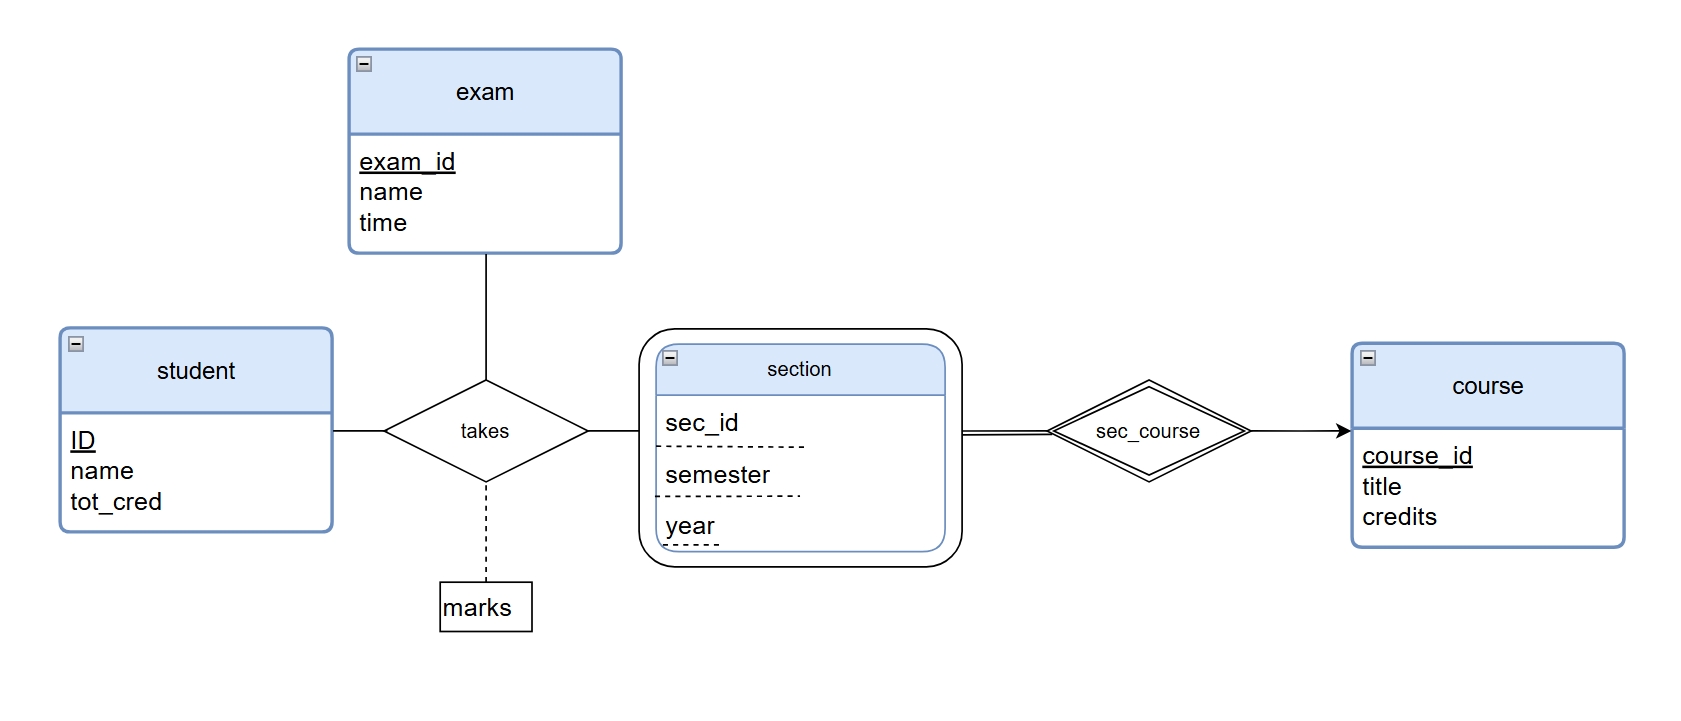 exam
exam_id
name
time
student
ID
name
tot_cred
takes
marks
section
sec_id
semester
year
sec_course
course
course_id
title
credits